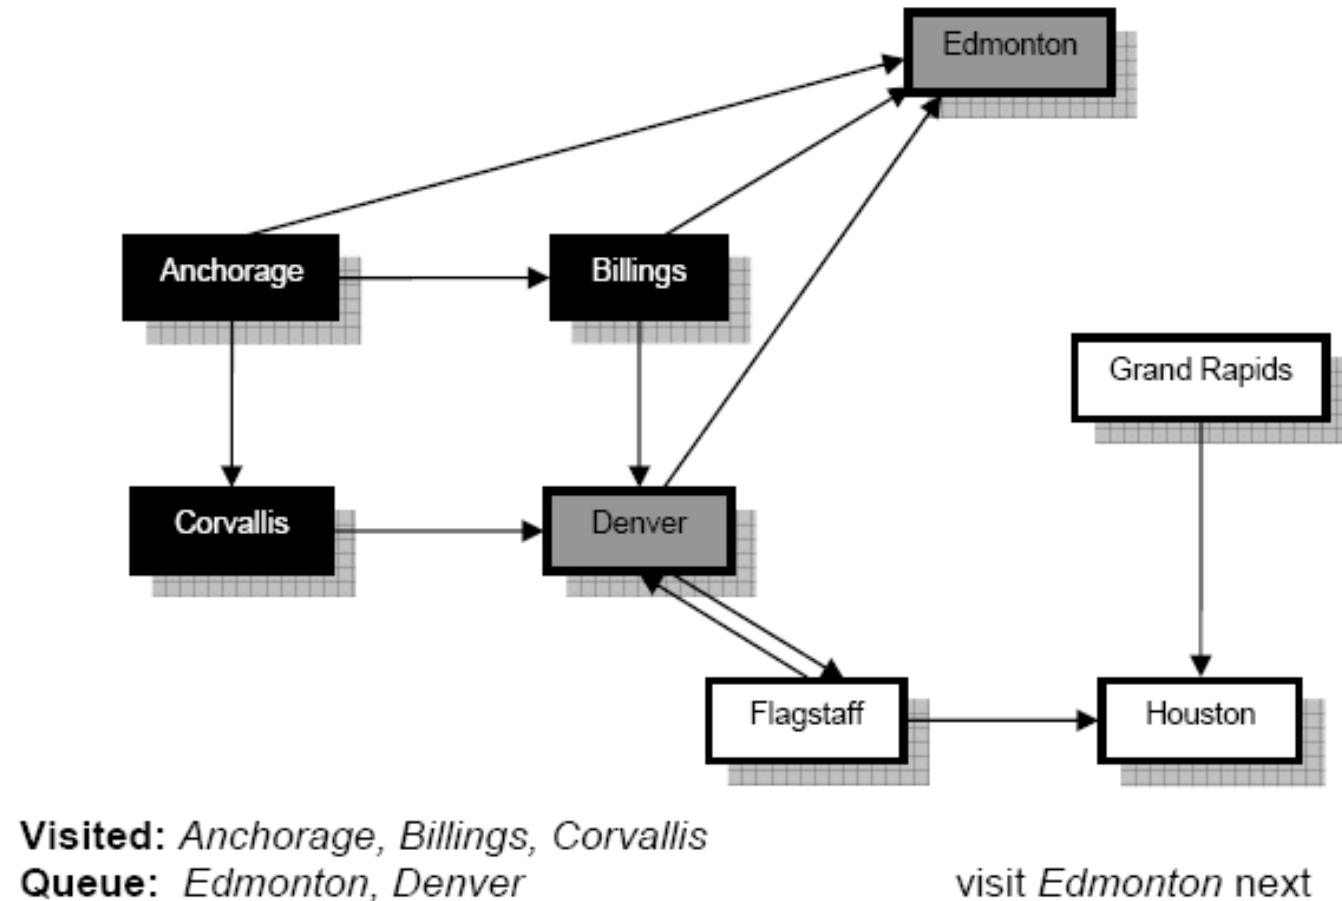 Edmonton
Anchorage
Billings
Grand Rapids
Corvallis
Denver
Flagstaff
Houston
Visited: Anchorage, Billings, Corvallis
Queue: Edmonton, Denver
visit Edmonton next